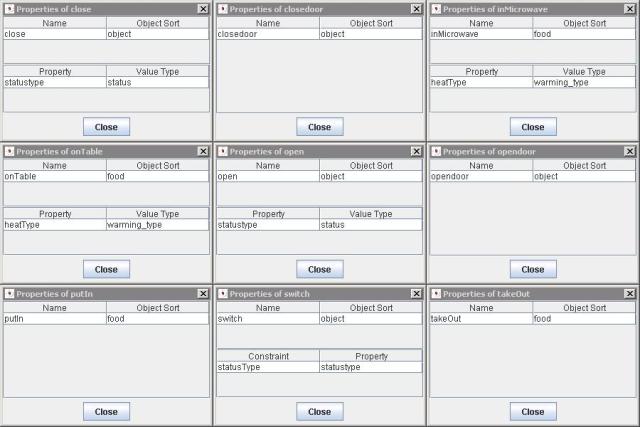 Properties of close
Name Object Sort
close object
Property Value Type
statustype status
Close
Properties of closedoor
Name Object Sort
closedoor object
Close
Properties of inMicrowave
Name Object Sort
inMicrowave food
Property Value Type
heatType warming_type
Close
Properties of onTable
Name Object Sort
onTable food
Property Value Type
heatType warming_type
Close
Properties of open
Name Object Sort
open object
Property Value Type
statustype status
Close
Properties of opendoor
Name Object Sort
opendoor object
Close
Properties of putIn
Name Object Sort
putIn food
Close
Properties of switch
Name Object Sort
switch object
Constraint Property
statusType statustype
Close
Properties of takeOut
Name Object Sort
takeOut food
Close